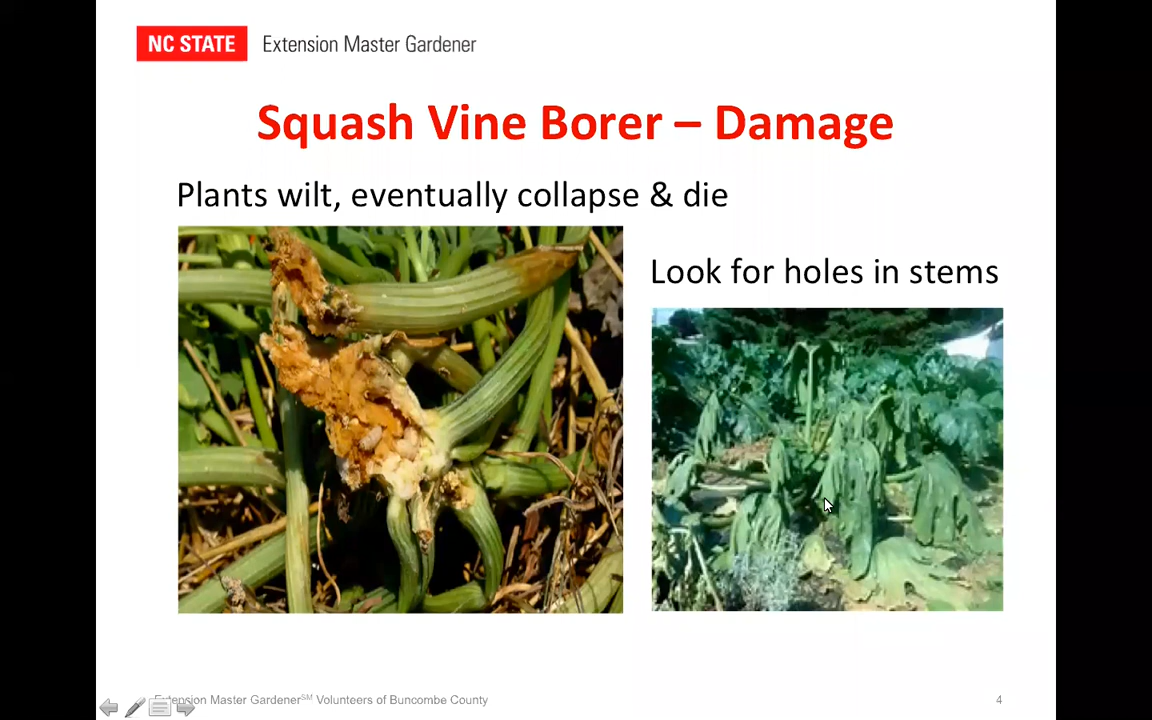 NC STATE Extension Master Gardener
Squash Vine Borer – Damage
Plants wilt, eventually collapse & die
Look for holes in stems
Extension Master Gardener℠ Volunteers of Buncombe County
4